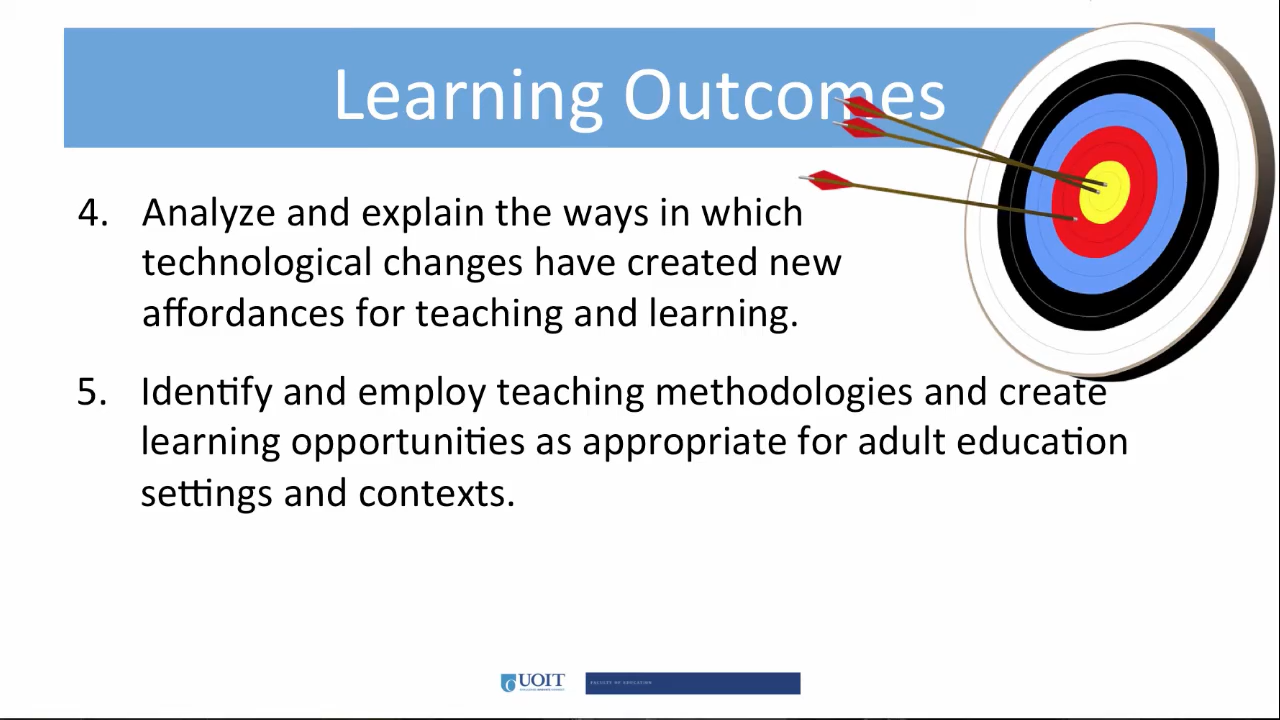 Learning Outcomes
4. Analyze and explain the ways in which
technological changes have created new
affordances for teaching and learning.
5. Identify and employ teaching methodologies and create
learning opportunities as appropriate for adult education
settings and contexts.
UOIT
FACULTY OF EDUCATION